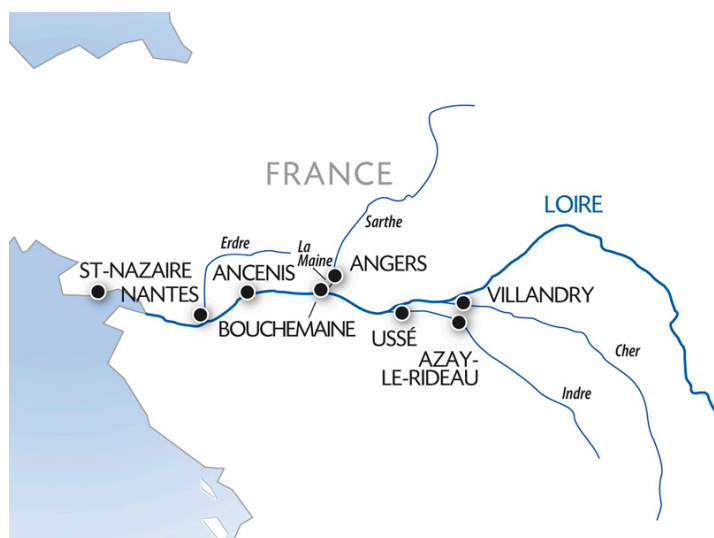 FRANCE
LOIRE
Sarthe
Erdre
La
Maine
ST-NAZAIRE
NANTES
ANCENIS
ANGERS
BOUCHEMAINE
USSÉ
VILLANDRY
AZAY-
LE-RIDEAU
Cher
Indre